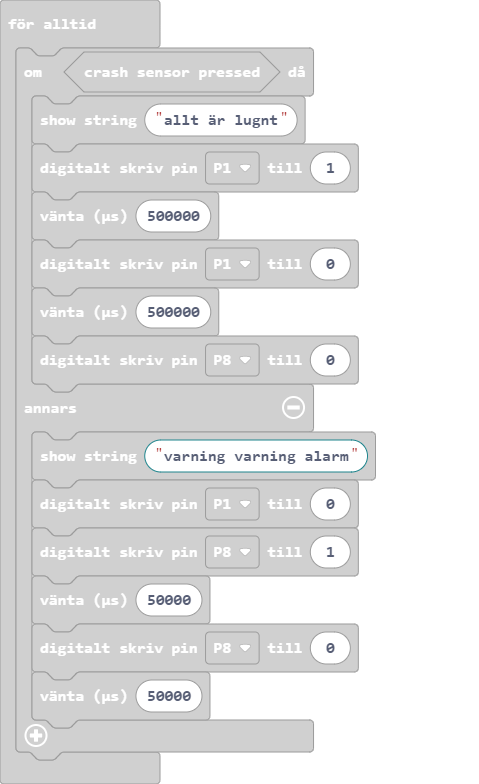 för alltid
om crash sensor pressed då
show string "allt är lugnt"
digitalt skriv pin P1 till 1
vänta (µs) 500000
digitalt skriv pin P1 till 0
vänta (µs) 500000
digitalt skriv pin P8 till 0
annars
show string "varning varning alarm"
digitalt skriv pin P1 till 0
digitalt skriv pin P8 till 1
vänta (µs) 50000
digitalt skriv pin P8 till 0
vänta (µs) 50000